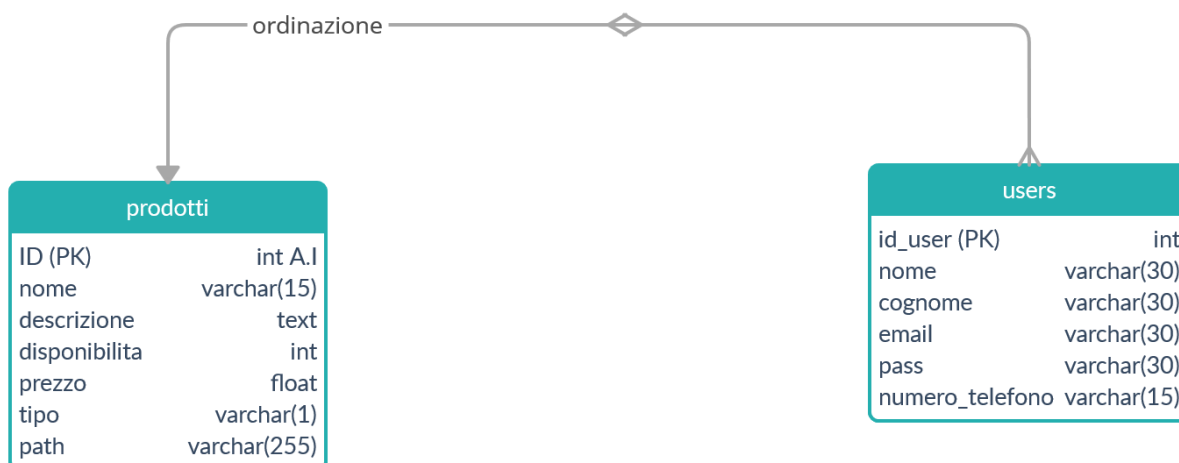 ordinazione
prodotti
ID (PK) int A.I
nome varchar(15)
descrizione text
disponibilita int
prezzo float
tipo varchar(1)
path varchar(255)
users
id_user (PK) int
nome varchar(30)
cognome varchar(30)
email varchar(30)
pass varchar(30)
numero_telefono varchar(15)